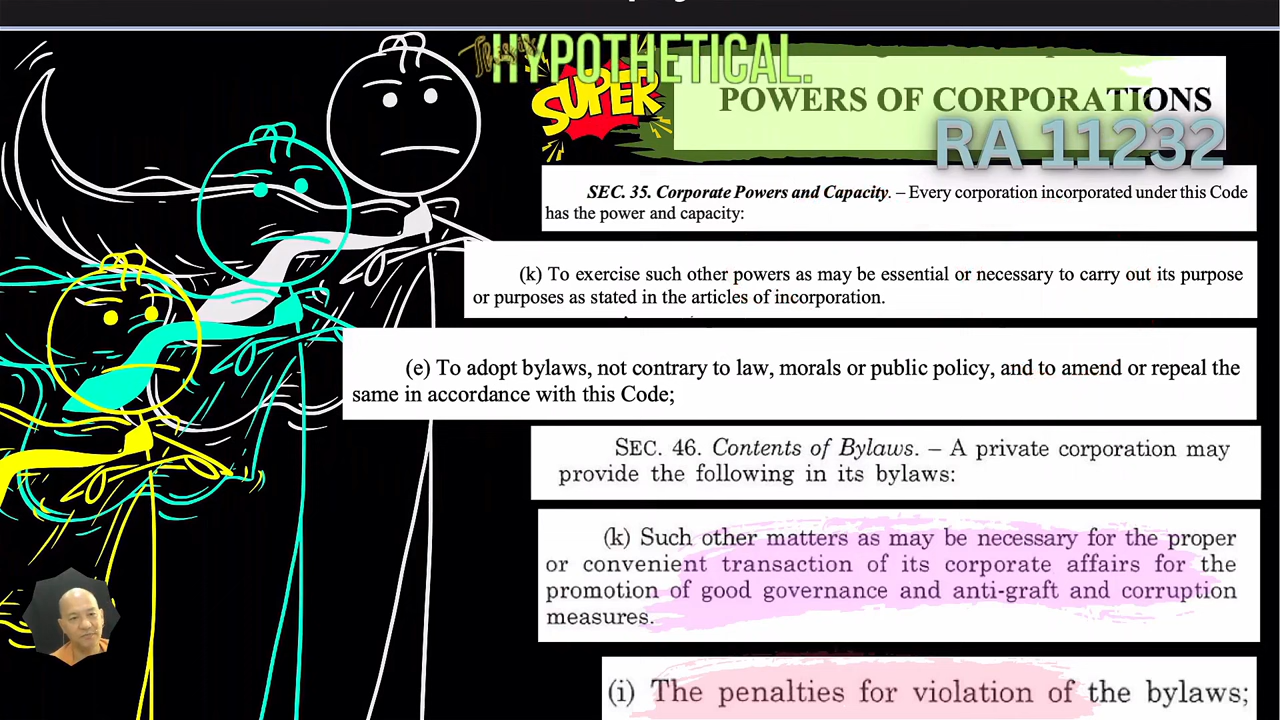 HYPOTHETICAL.
SUPER
POWERS OF CORPORATIONS
RA 11232
SEC. 35. Corporate Powers and Capacity. – Every corporation incorporated under this Code
has the power and capacity:
(k) To exercise such other powers as may be essential or necessary to carry out its purpose
or purposes as stated in the articles of incorporation.
(e) To adopt bylaws, not contrary to law, morals or public policy, and to amend or repeal the
same in accordance with this Code;
SEC. 46. Contents of Bylaws. – A private corporation may
provide the following in its bylaws:
(k) Such other matters as may be necessary for the proper
or convenient transaction of its corporate affairs for the
promotion of good governance and anti-graft and corruption
measures.
(i) The penalties for violation of the bylaws;